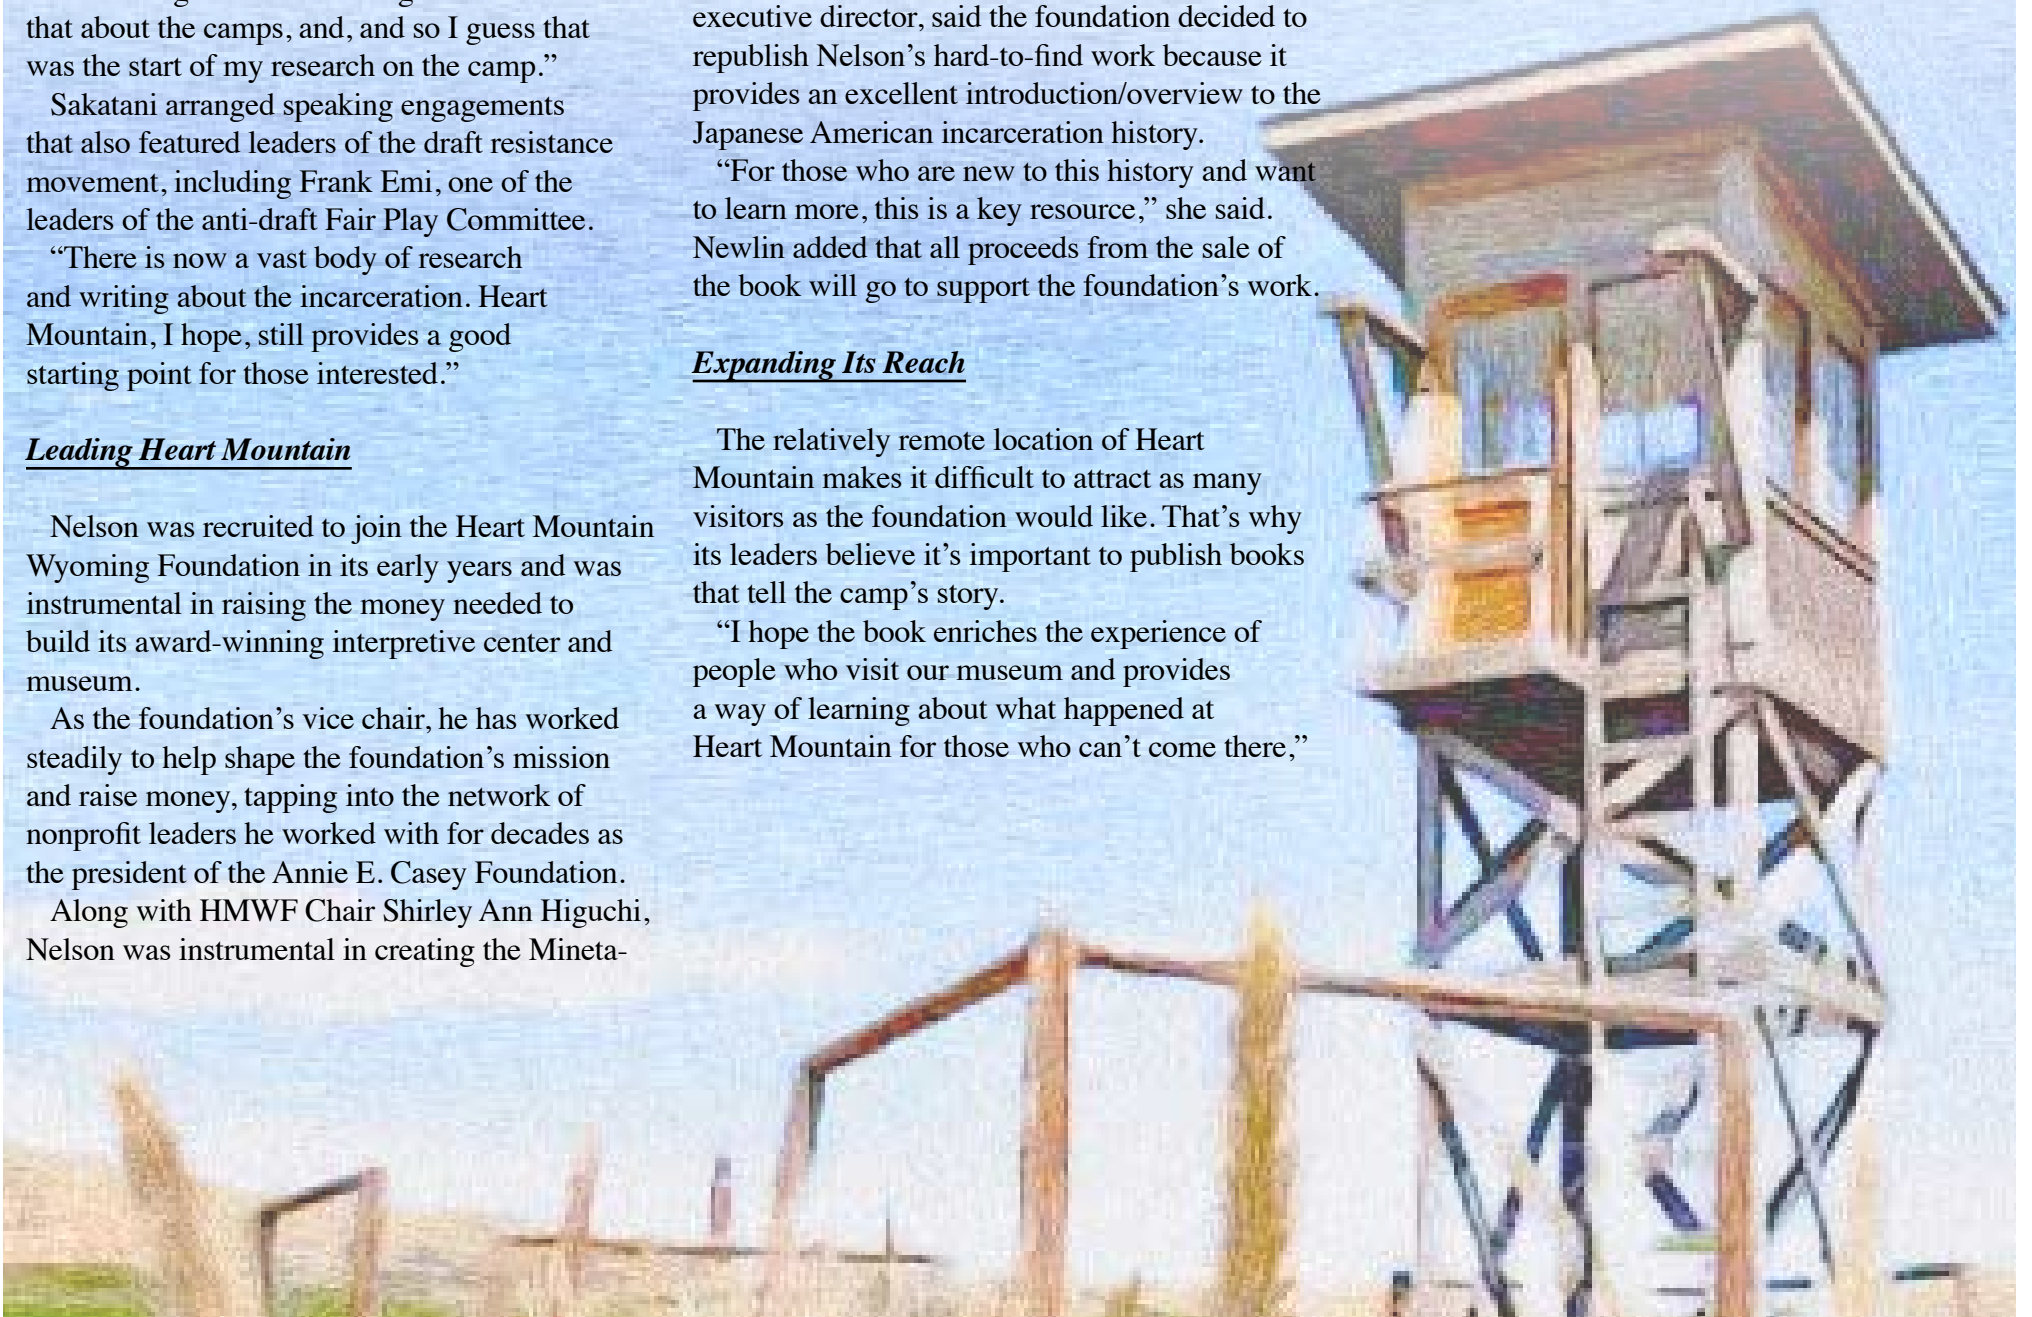 that about the camps, and, and so I guess that
was the start of my research on the camp.”
Sakatani arranged speaking engagements
that also featured leaders of the draft resistance
movement, including Frank Emi, one of the
leaders of the anti-draft Fair Play Committee.
“There is now a vast body of research
and writing about the incarceration. Heart
Mountain, I hope, still provides a good
starting point for those interested.”
Leading Heart Mountain
Nelson was recruited to join the Heart Mountain
Wyoming Foundation in its early years and was
instrumental in raising the money needed to
build its award-winning interpretive center and
museum.
As the foundation’s vice chair, he has worked
steadily to help shape the foundation’s mission
and raise money, tapping into the network of
nonprofit leaders he worked with for decades as
the president of the Annie E. Casey Foundation.
Along with HMWF Chair Shirley Ann Higuchi,
Nelson was instrumental in creating the Mineta-
executive director, said the foundation decided to
republish Nelson’s hard-to-find work because it
provides an excellent introduction/overview to the
Japanese American incarceration history.
“For those who are new to this history and want
to learn more, this is a key resource,” she said.
Newlin added that all proceeds from the sale of
the book will go to support the foundation’s work.
Expanding Its Reach
The relatively remote location of Heart
Mountain makes it difficult to attract as many
visitors as the foundation would like. That’s why
its leaders believe it’s important to publish books
that tell the camp’s story.
“I hope the book enriches the experience of
people who visit our museum and provides
a way of learning about what happened at
Heart Mountain for those who can’t come there,”